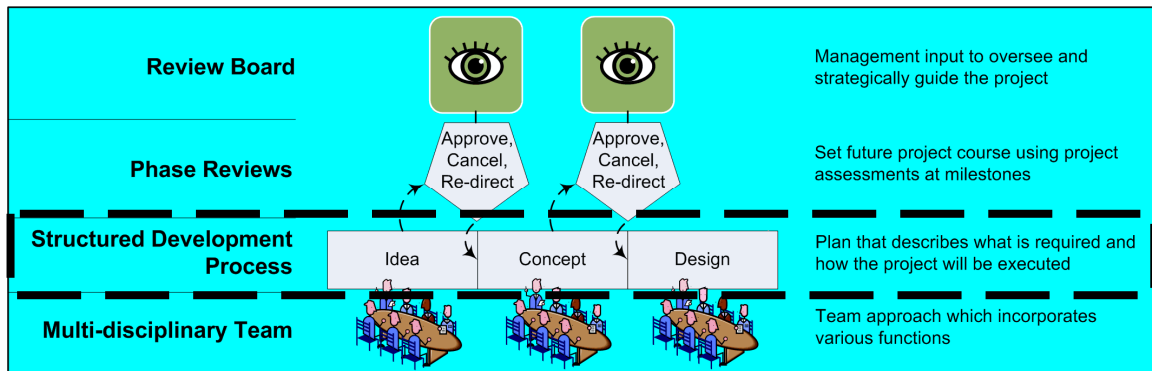 Review Board
Management input to oversee and
strategically guide the project
Phase Reviews
Approve,
Cancel,
Re-direct
Approve,
Cancel,
Re-direct
Set future project course using project
assessments at milestones
Structured Development
Process
Idea
Concept
Design
Plan that describes what is required and
how the project will be executed
Multi-disciplinary Team
Team approach which incorporates
various functions